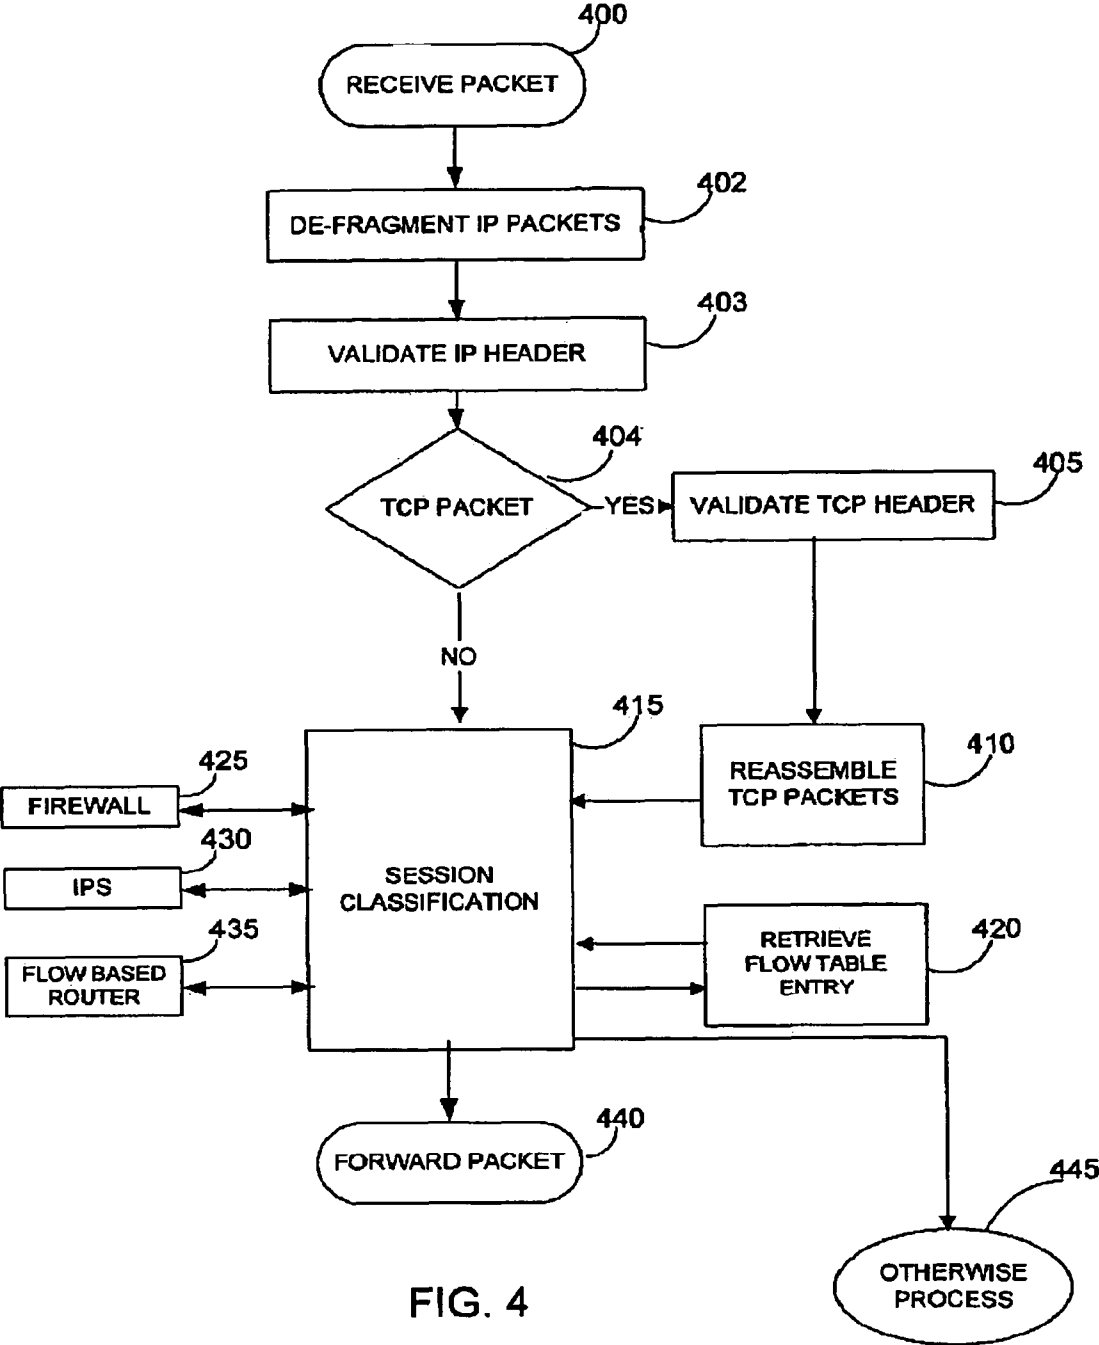 400
RECEIVE PACKET
402
DE-FRAGMENT IP PACKETS
403
VALIDATE IP HEADER
404
TCP PACKET
YES
405
VALIDATE TCP HEADER
NO
415
410
REASSEMBLE
TCP PACKETS
425
FIREWALL
430
IPS
SESSION
CLASSIFICATION
435
FLOW BASED
ROUTER
420
RETRIEVE
FLOW TABLE
ENTRY
440
FORWARD PACKET
445
OTHERWISE
PROCESS
FIG. 4